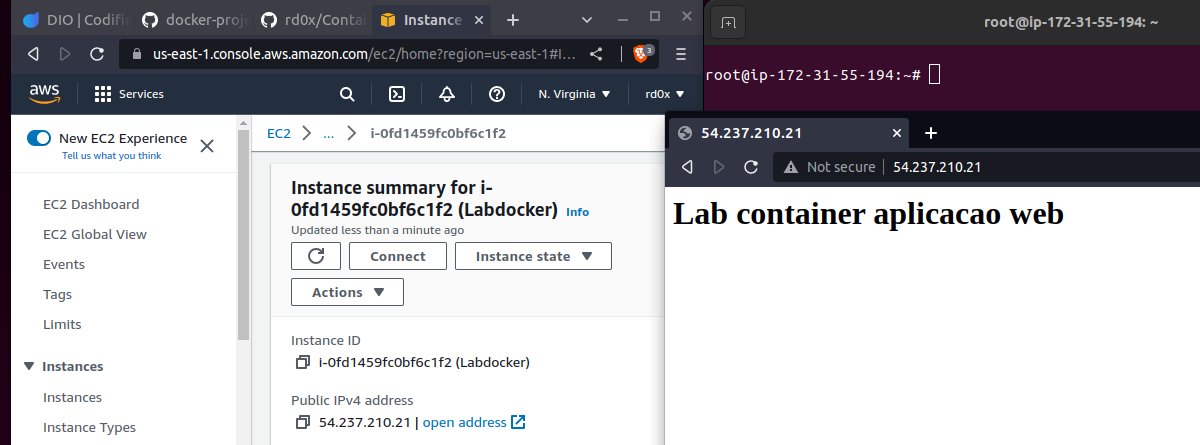 DIO | Codific
docker-proje
rd0x/Contai
Instance
us-east-1.console.aws.amazon.com/ec2/home?region=us-east-1#I...
3
aws
Services
N. Virginia
rd0x
New EC2 Experience
Tell us what you think
EC2 Dashboard
EC2 Global View
Events
Tags
Limits
Instances
Instances
Instance Types
EC2
...
i-0fd1459fc0bf6c1f2
Instance summary for i-
0fd1459fc0bf6c1f2 (Labdocker) Info
Updated less than a minute ago
Connect
Instance state
Actions
Instance ID
i-0fd1459fc0bf6c1f2 (Labdocker)
Public IPv4 address
54.237.210.21 | open address
root@ip-172-31-55-194: ~
root@ip-172-31-55-194:~#
54.237.210.21
Not secure
54.237.210.21
Lab container aplicacao web